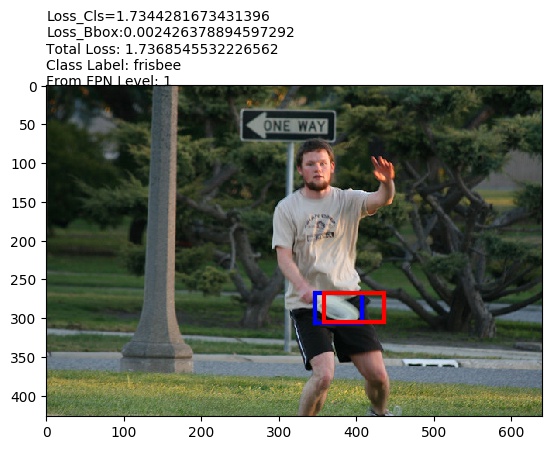 Loss_Cls=1.7344281673431396
Loss_Bbox:0.002426378894597292
Total Loss: 1.7368545532226562
Class Label: frisbee
From FPN Level: 1
0
50
100
150
200
250
300
350
400
ONE WAY
0
100
200
300
400
500
600